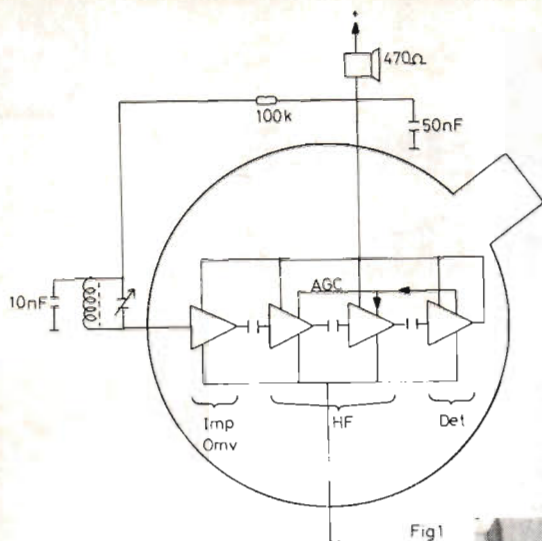 +
470Ω
100k
50nF
10nF
AGC
Imp
Omv
HF
Det
Fig1